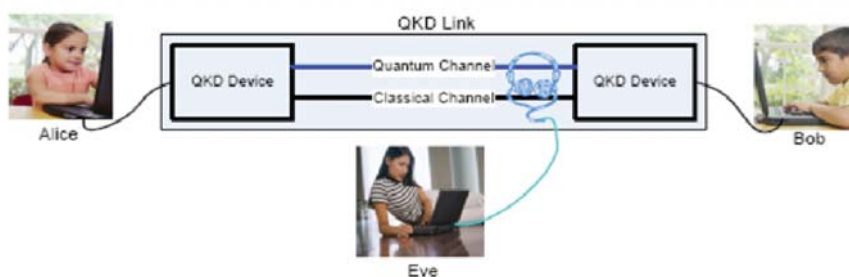 QKD Link
Quantum Channel
QKD Device
QKD Device
Classical Channel
Alice
Bob
Eve